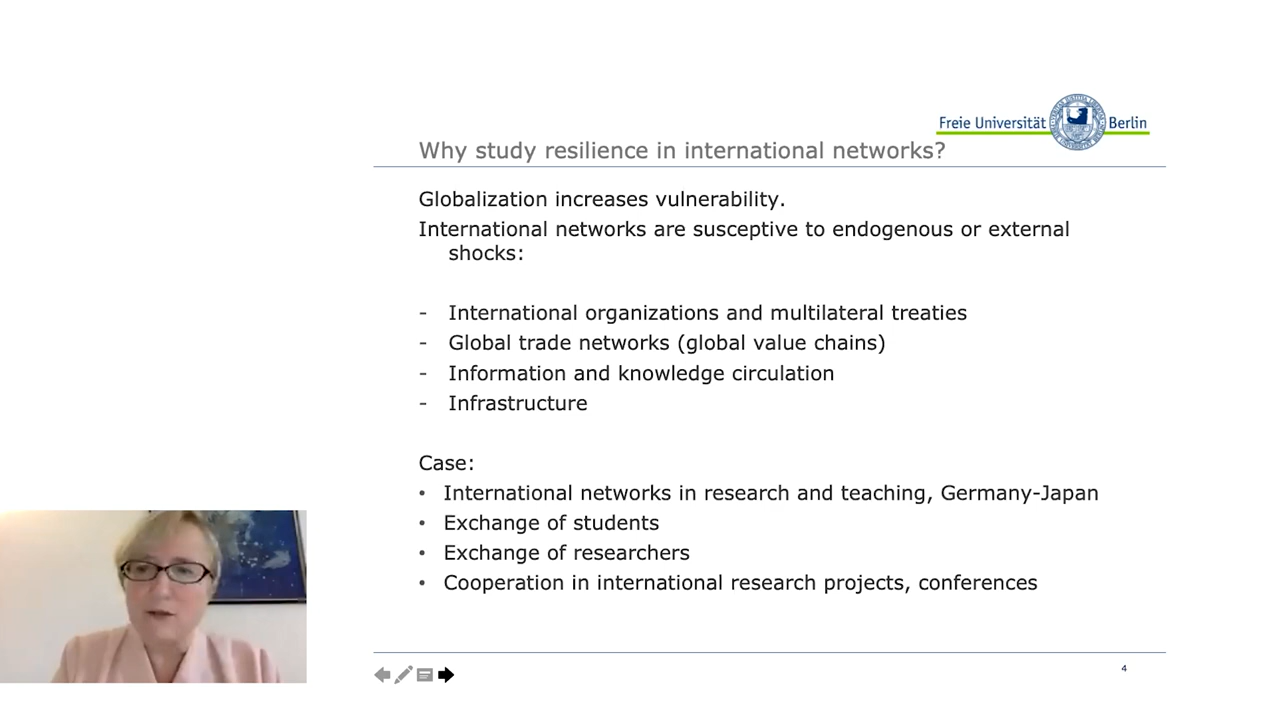 Freie Universität Berlin
Why study resilience in international networks?
Globalization increases vulnerability.
International networks are susceptive to endogenous or external
shocks:
- International organizations and multilateral treaties
- Global trade networks (global value chains)
- Information and knowledge circulation
- Infrastructure
Case:
• International networks in research and teaching, Germany-Japan
• Exchange of students
• Exchange of researchers
• Cooperation in international research projects, conferences
4